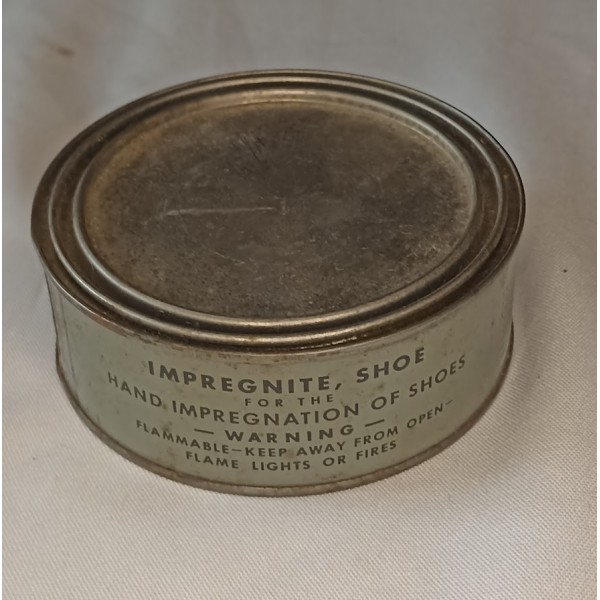 IMPREGNITE, SHOE
FOR THE
HAND IMPREGNATION OF SHOES
— WARNING —
FLAMMABLE—KEEP AWAY FROM OPEN—
FLAME LIGHTS OR FIRES